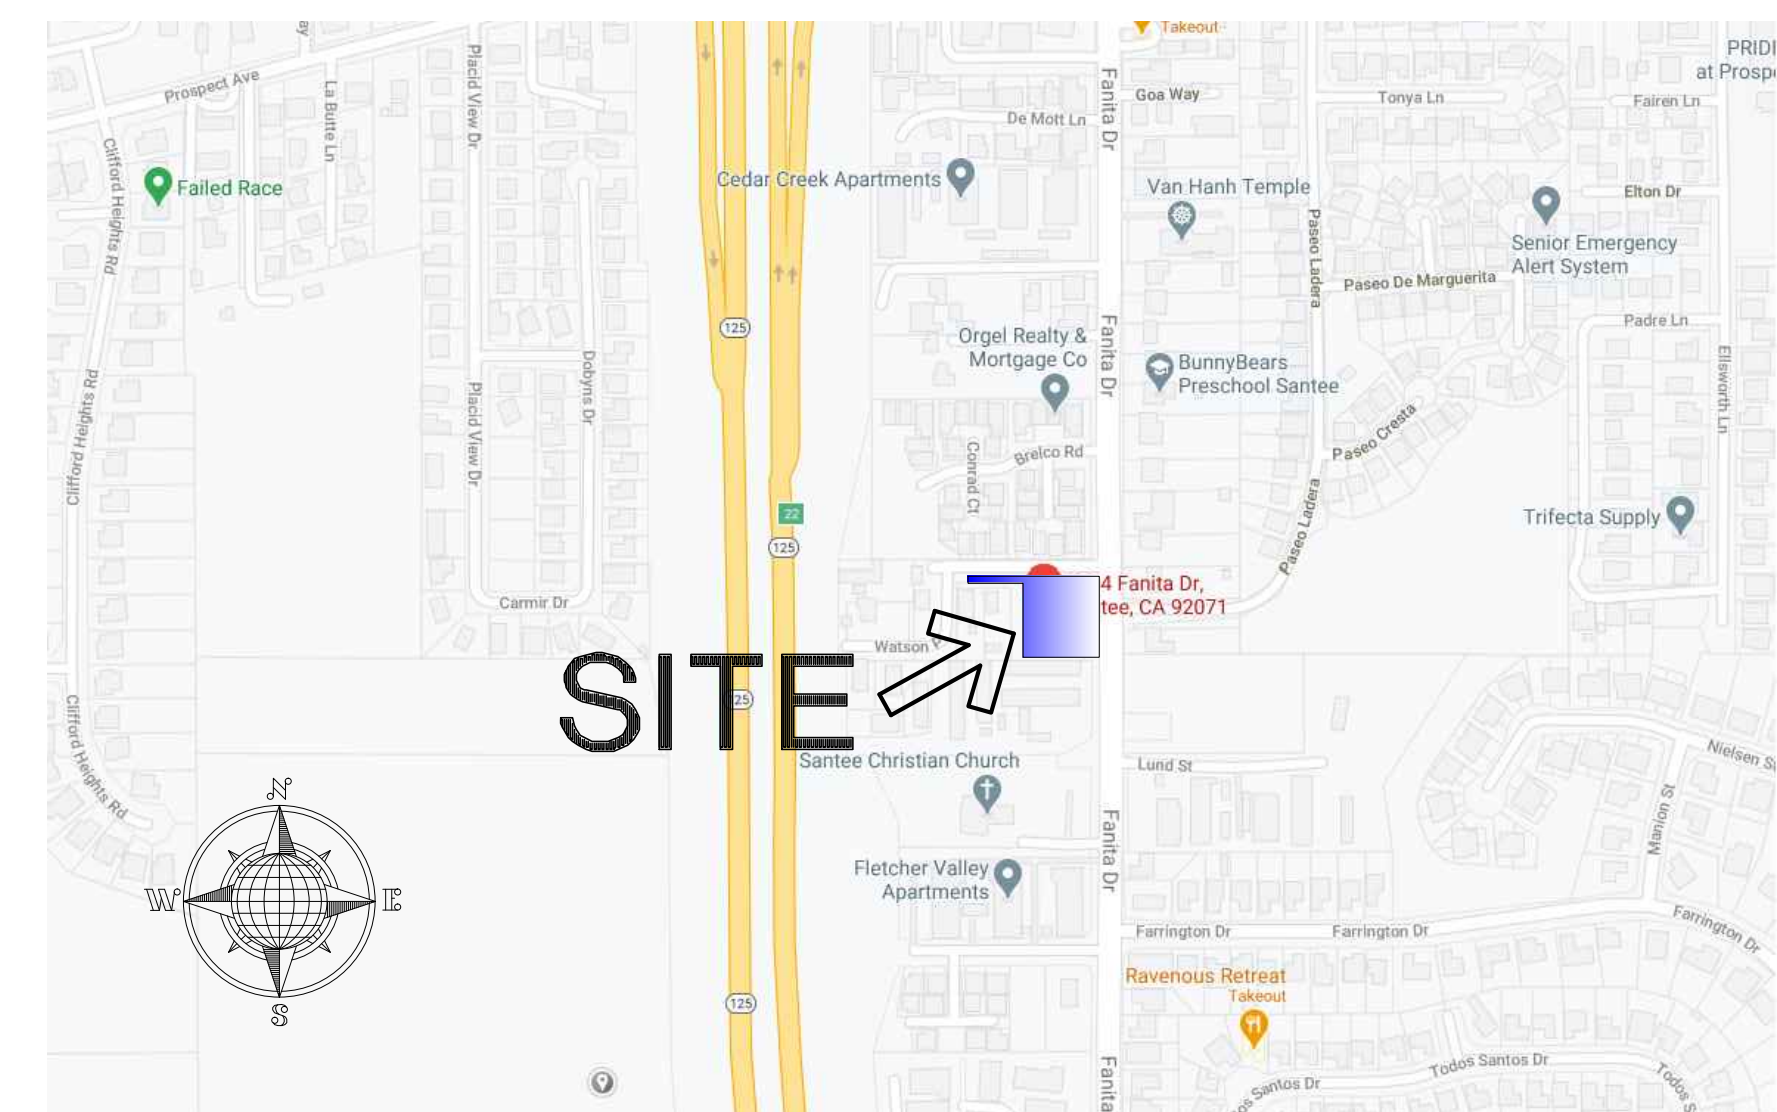 Takeout
PRIDI
at Prosp
Prospect Ave
La Butte Ln
Placid View Dr
Fanita Dr
Goa Way
Tonya Ln
Fairen Ln
De Mott Ln
Clifford Heights Rd
Failed Race
Cedar Creek Apartments
Van Hanh Temple
Elton Dr
Senior Emergency
Alert System
Paseo Ladera
Paseo De Marguerita
Padre Ln
125
Orgel Realty &
Mortgage Co
Fanita Dr
BunnyBears
Preschool Santee
Ellsworth Ln
Dobyns Dr
Placid View Dr
Clifford Heights Rd
Paseo Cresta
Brelco Rd
Conrad Ct
22
125
Paseo Ladera
Trifecta Supply
4 Fanita Dr,
tee, CA 92071
Carmir Dr
Watson
SITE
25
Clifford Heights Rd
Santee Christian Church
Lund St
Nielsen S
Manion St
N
W
E
S
Fanita Dr
Fletcher Valley
Apartments
Farrington Dr
Farrington Dr
Farrington Dr
Ravenous Retreat
Takeout
125
Fanita
Todos Santos Dr
os Santos Dr
Todos S